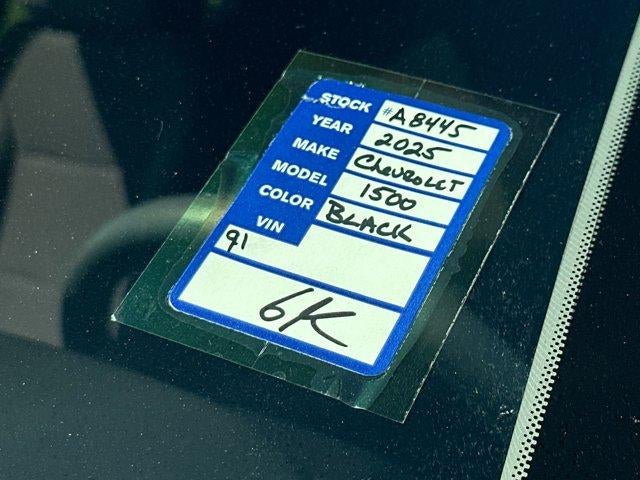 STOCK #A8445
YEAR 2025
MAKE CHEVROLET
MODEL 1500
COLOR BLACK
VIN
91
6K